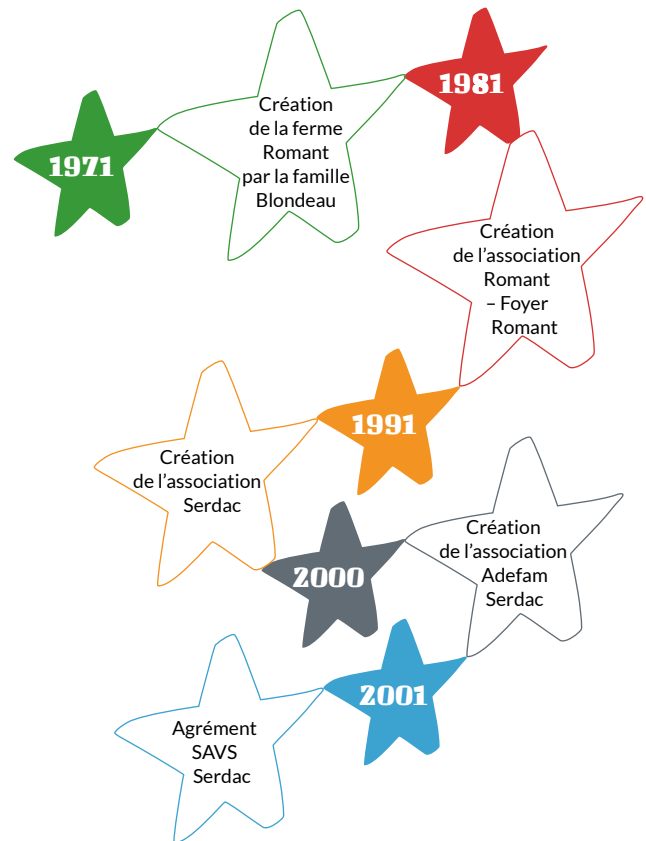 1971
Création
de la ferme
Romant
par la famille
Blondeau
1981
Création
de l'association
Romant
– Foyer
Romant
1991
Création
de l'association
Serdac
2000
Création
de l'association
Adefam
Serdac
2001
Agrément
SAVS
Serdac